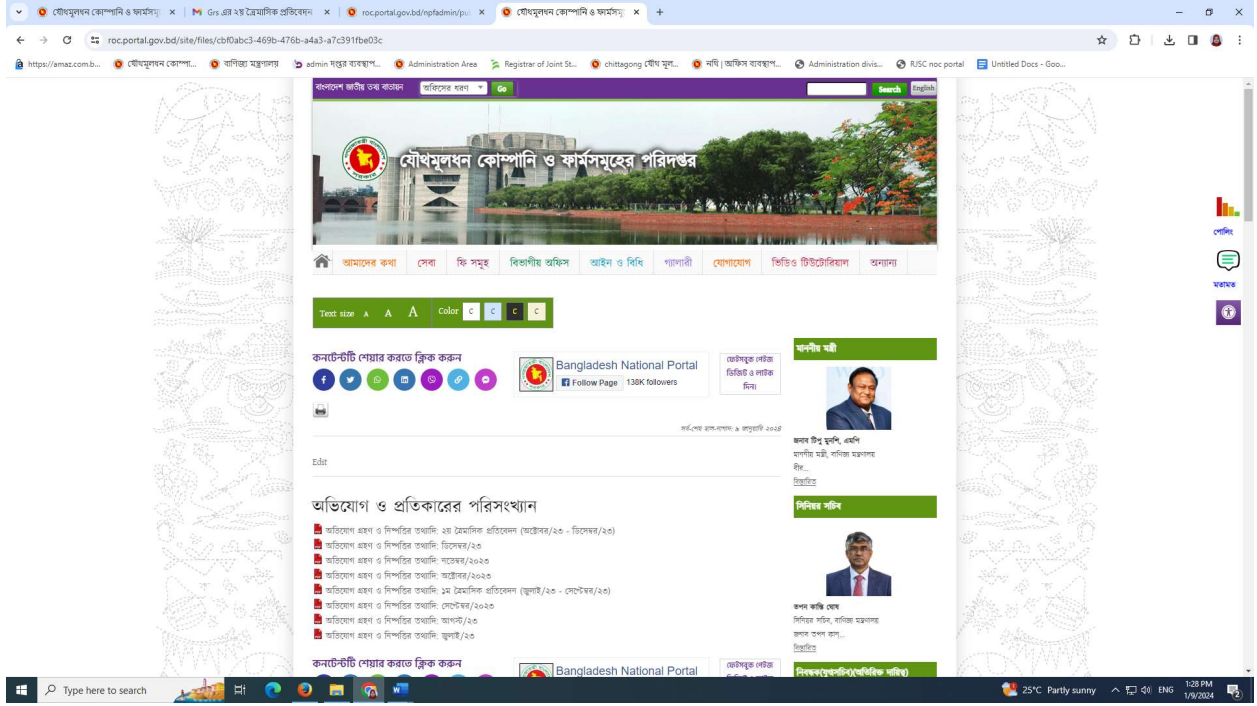 যৌথমূলধন কোম্পানি ও ফার্মসমূ
Grs এর ২য় ত্রৈমাসিক প্রতিবেদন
roc.portal.gov.bd/npfadmin/pu
যৌথমূলধন কোম্পানি ও ফার্মসমূ
roc.portal.gov.bd/site/files/cbf0abc3-469b-476b-a4a3-a7c391fbe03c
https://amaz.com.b... যৌথমূলধন কোম্পা... বাণিজ্য মন্ত্রণালয় admin দপ্তর ব্যবস্থাপ... Administration Area Registrar of Joint St... chittagong যৌথ মূল... নথি | অফিস ব্যবস্থাপ... Administration divis... RJSC noc portal Untitled Docs - Goo...
বাংলাদেশ জাতীয় তথ্য বাতায়ন অফিসের ধরণ Go Search English
যৌথমূলধন কোম্পানি ও ফার্মসমূহের পরিদপ্তর
আমাদের কথা সেবা ফি সমূহ বিভাগীয় অফিস আইন ও বিধি গ্যালারী যোগাযোগ ভিডিও টিউটোরিয়াল অন্যান্য
পোলিং
মতামত
Text size A A A Color C C C C
কনটেন্টটি শেয়ার করতে ক্লিক করুন
Bangladesh National Portal
Follow Page 138K followers
ফেইসবুক পেইজ
ভিজিট ও লাইক
দিন।
সর্ব-শেষ হাল-নাগাদ: ৯ জানুয়ারি ২০২৪
Edit
অভিযোগ ও প্রতিকারের পরিসংখ্যান
অভিযোগ গ্রহণ ও নিষ্পত্তির তথ্যাদি: ২য় ত্রৈমাসিক প্রতিবেদন (অক্টোবর/২৩ - ডিসেম্বর/২৩)
অভিযোগ গ্রহণ ও নিষ্পত্তির তথ্যাদি: ডিসেম্বর/২৩
অভিযোগ গ্রহণ ও নিষ্পত্তির তথ্যাদি: নভেম্বর/২০২৩
অভিযোগ গ্রহণ ও নিষ্পত্তির তথ্যাদি: অক্টোবর/২০২৩
অভিযোগ গ্রহণ ও নিষ্পত্তির তথ্যাদি: ১ম ত্রৈমাসিক প্রতিবেদন (জুলাই/২৩ - সেপ্টেম্বর/২৩)
অভিযোগ গ্রহণ ও নিষ্পত্তির তথ্যাদি: সেপ্টেম্বর/২০২৩
অভিযোগ গ্রহণ ও নিষ্পত্তির তথ্যাদি: আগস্ট/২৩
অভিযোগ গ্রহণ ও নিষ্পত্তির তথ্যাদি: জুলাই/২৩
কনটেন্টটি শেয়ার করতে ক্লিক করুন
Bangladesh National Portal
ফেইসবুক পেইজ
মাননীয় মন্ত্রী
জনাব টিপু মুনশি, এমপি
মাননীয় মন্ত্রী, বাণিজ্য মন্ত্রণালয়
বীর...
বিস্তারিত
সিনিয়র সচিব
তপন কান্তি ঘোষ
সিনিয়র সচিব, বাণিজ্য মন্ত্রণালয়
জনাব তপন কান্...
বিস্তারিত
নিবন্ধক(যুগ্মসচিব)(অতিরিক্ত দায়িত্ব)
Type here to search
25°C Partly sunny ENG 1:28 PM
1/9/2024